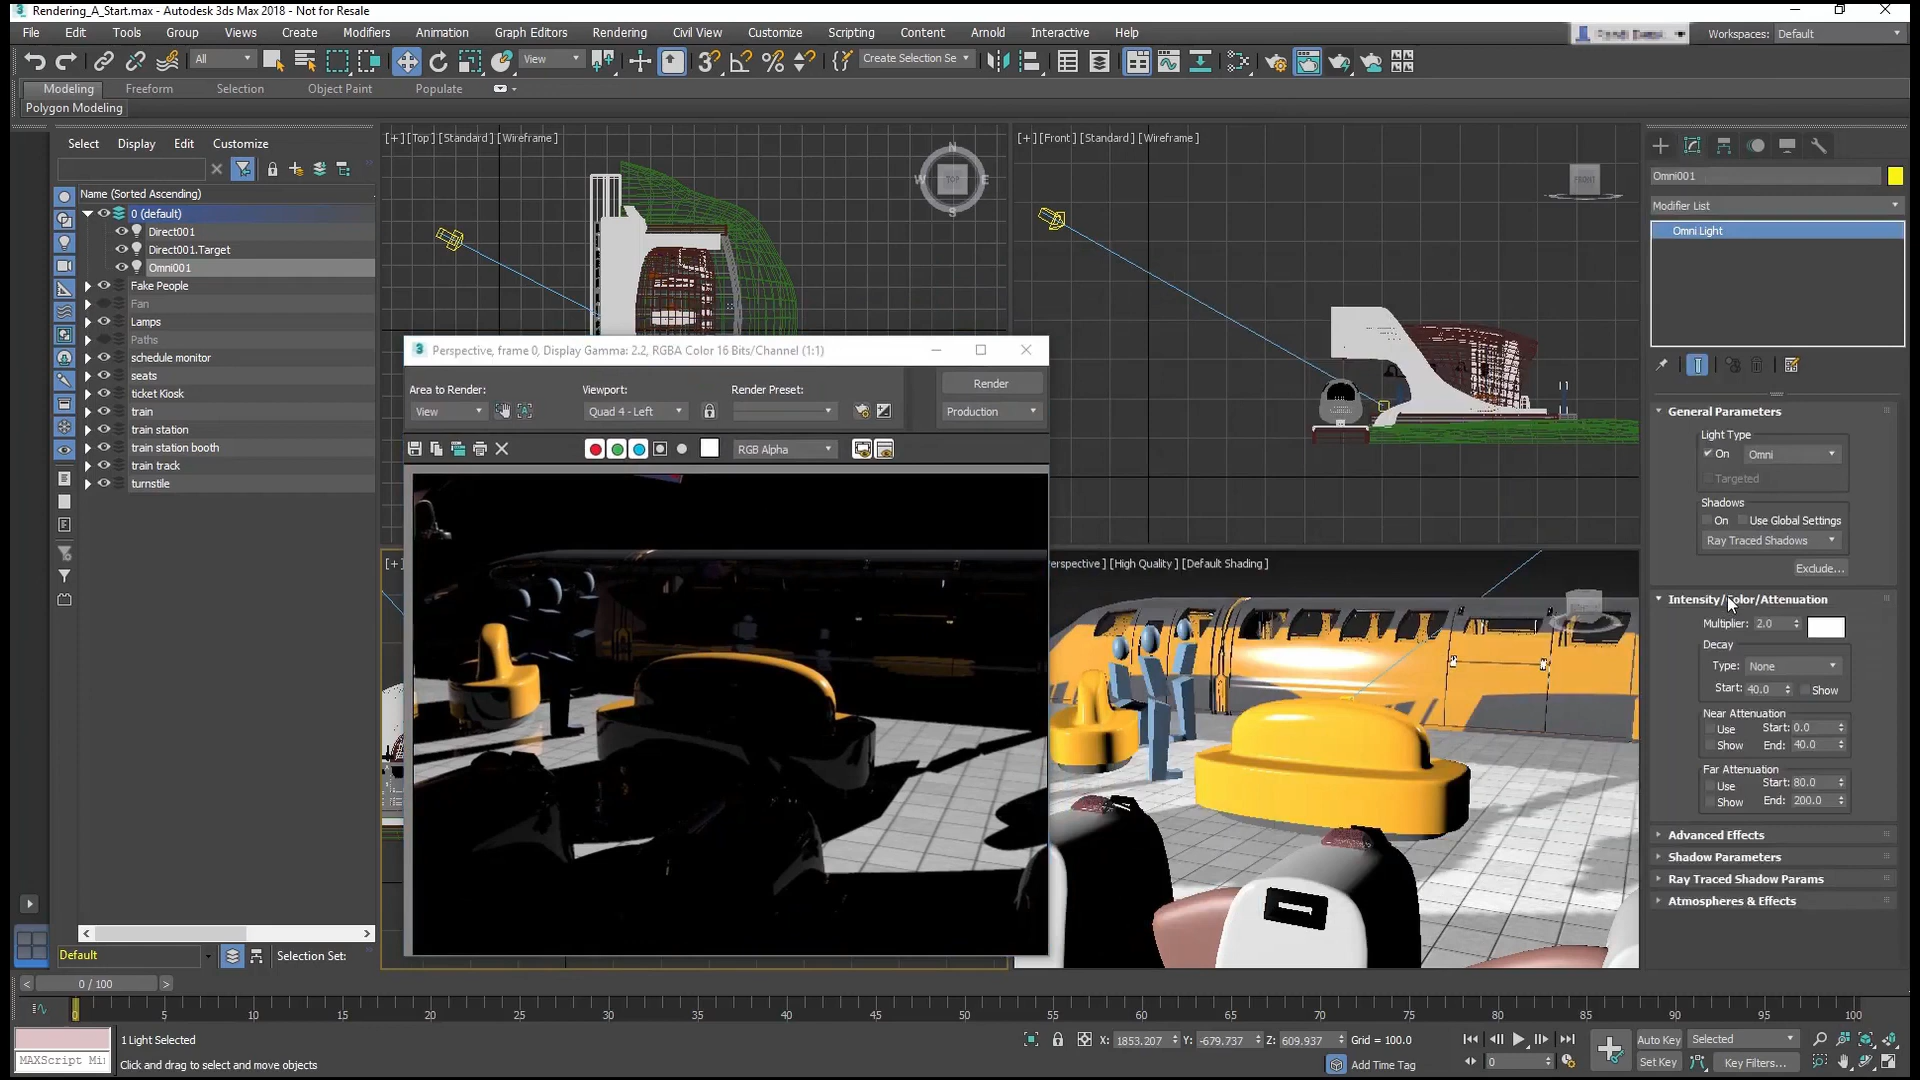 Rendering_A_Start.max - Autodesk 3ds Max 2018 - Not for Resale
File Edit Tools Group Views Create Modifiers Animation Graph Editors Rendering Civil View Customize Scripting Content Arnold Interactive Help
Workspaces: Default
All View Create Selection Se
Modeling Freeform Selection Object Paint Populate
Polygon Modeling
Select Display Edit Customize
Name (Sorted Ascending)
0 (default)
Direct001
Direct001.Target
Omni001
Fake People
Fan
Lamps
Paths
schedule monitor
seats
ticket Kiosk
train
train station
train station booth
train track
turnstile
Default Selection Set:
[+] [Top] [Standard] [Wireframe]
N
W TOP E
S
[+] [Front] [Standard] [Wireframe]
FRONT
Perspective, frame 0, Display Gamma: 2.2, RGBA Color 16 Bits/Channel (1:1)
Area to Render: Viewport: Render Preset: Render
View Quad 4 - Left Production
RGB Alpha
[+]
erspective ] [High Quality ] [Default Shading]
Omni001
Modifier List
Omni Light
General Parameters
Light Type
On Omni
Targeted
Shadows
On Use Global Settings
Ray Traced Shadows
Exclude...
Intensity/Color/Attenuation
Multiplier: 2.0
Decay
Type: None
Start: 40.0 Show
Near Attenuation
Use Start: 0.0
Show End: 40.0
Far Attenuation
Use Start: 80.0
Show End: 200.0
Advanced Effects
Shadow Parameters
Ray Traced Shadow Params
Atmospheres & Effects
0 / 100
0 5 10 15 20 25 30 35 40 45 50 55 60 65 70 75 80 85 90 95 100
1 Light Selected
X: 1853.207 Y: -679.737 Z: 609.937 Grid = 100.0
Auto Key Selected
MAXScript Mi
Click and drag to select and move objects
Add Time Tag
0
Set Key Key Filters...